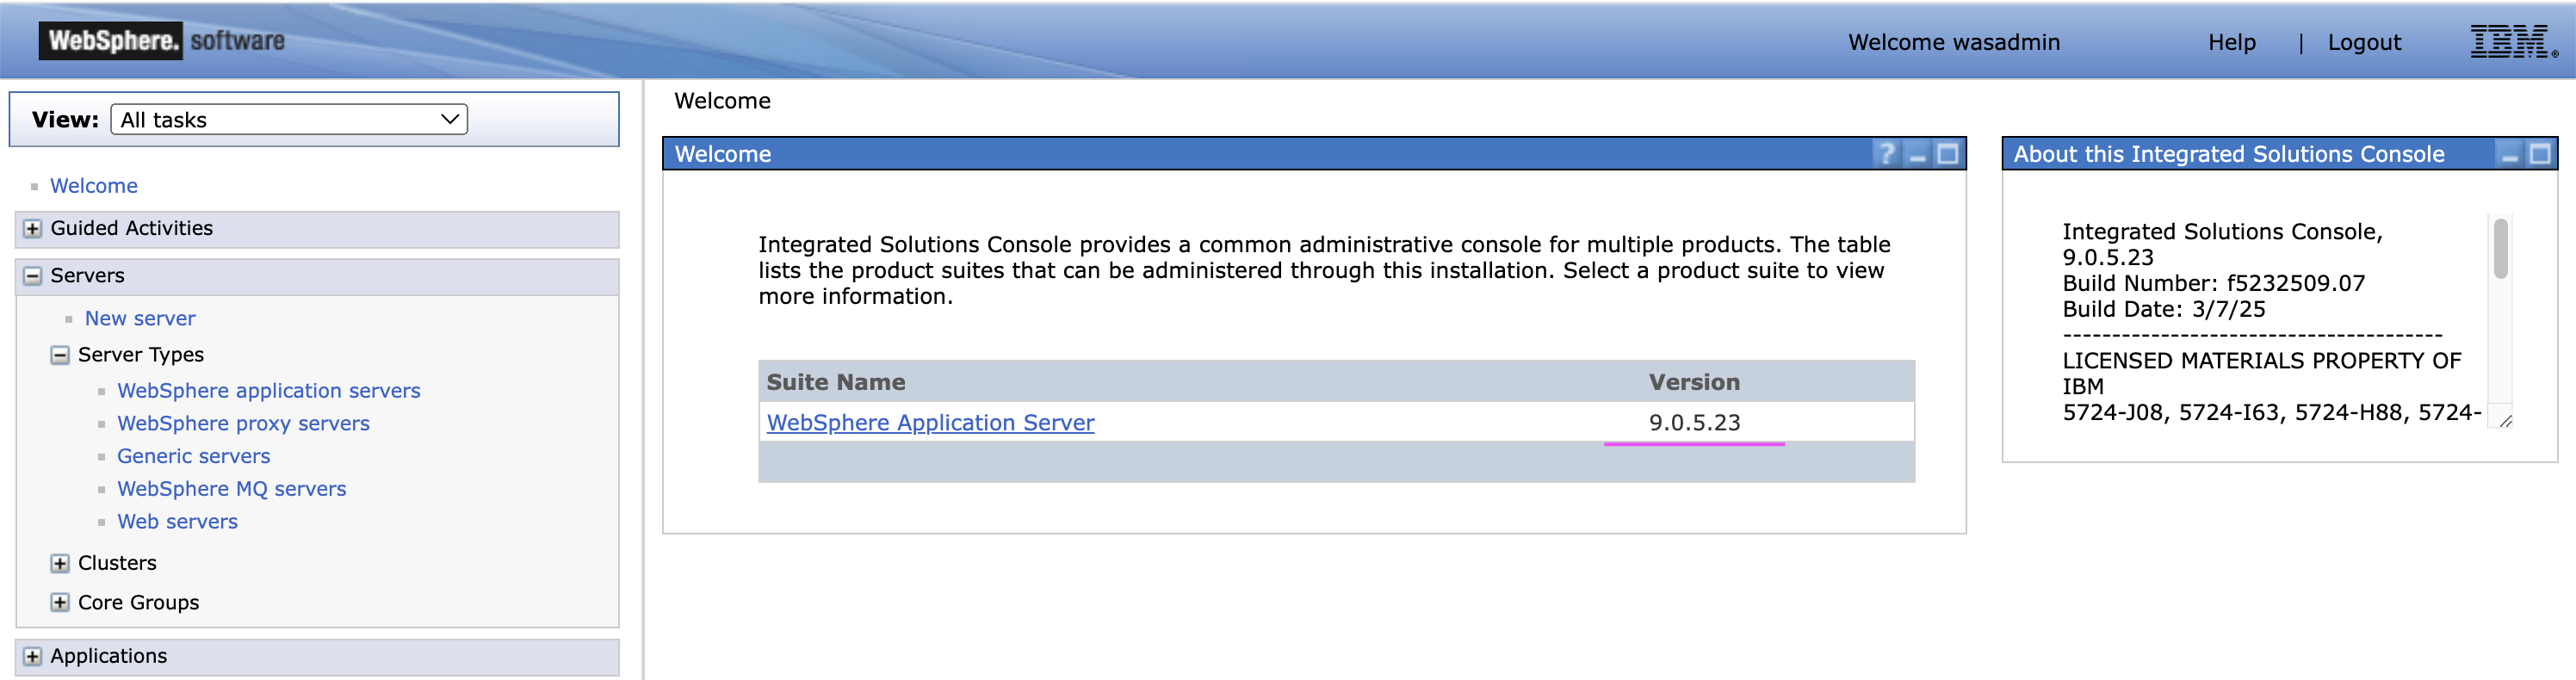 WebSphere. software
Welcome wasadmin
Help | Logout
IBM®
View: All tasks
Welcome
Guided Activities
Servers
New server
Server Types
WebSphere application servers
WebSphere proxy servers
Generic servers
WebSphere MQ servers
Web servers
Clusters
Core Groups
Applications
Welcome
Welcome ?
Integrated Solutions Console provides a common administrative console for multiple products. The table
lists the product suites that can be administered through this installation. Select a product suite to view
more information.
Suite Name Version
WebSphere Application Server 9.0.5.23
About this Integrated Solutions Console
Integrated Solutions Console,
9.0.5.23
Build Number: f5232509.07
Build Date: 3/7/25
---------------------------------------
LICENSED MATERIALS PROPERTY OF
IBM
5724-J08, 5724-I63, 5724-H88, 5724-